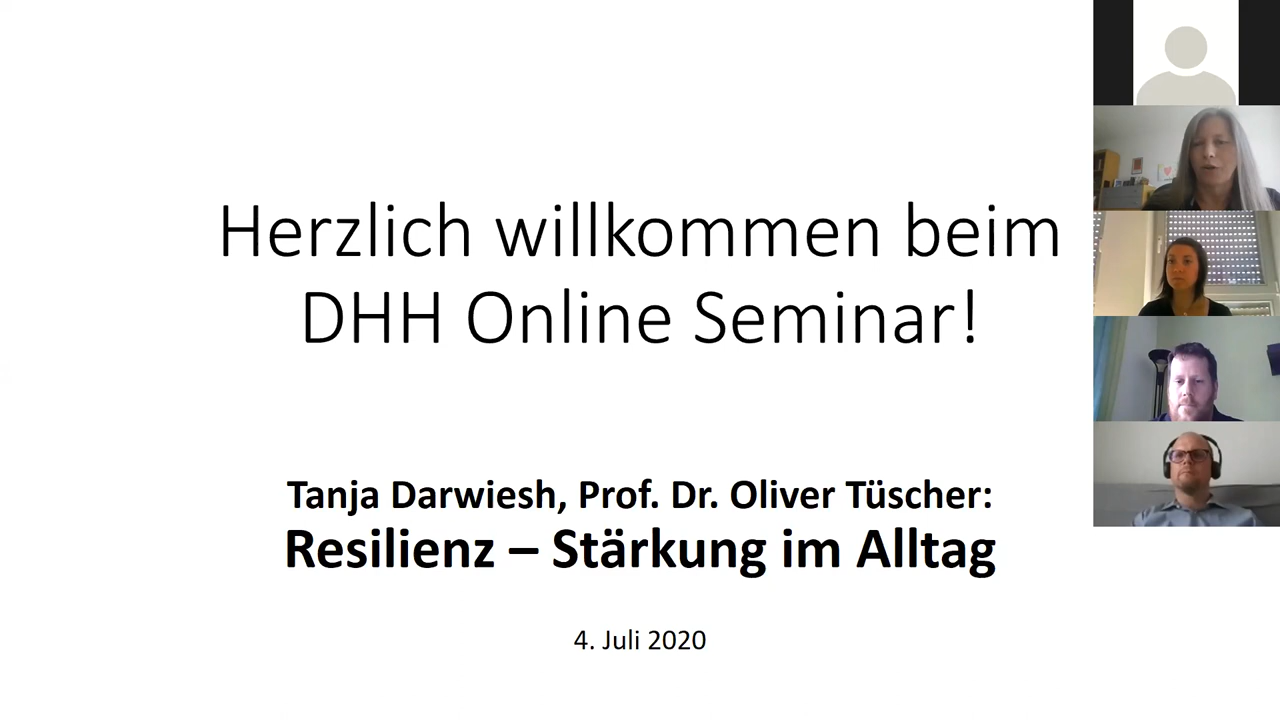 Herzlich willkommen beim
DHH Online Seminar!
Tanja Darwiesh, Prof. Dr. Oliver Tüscher:
Resilienz – Stärkung im Alltag
4. Juli 2020